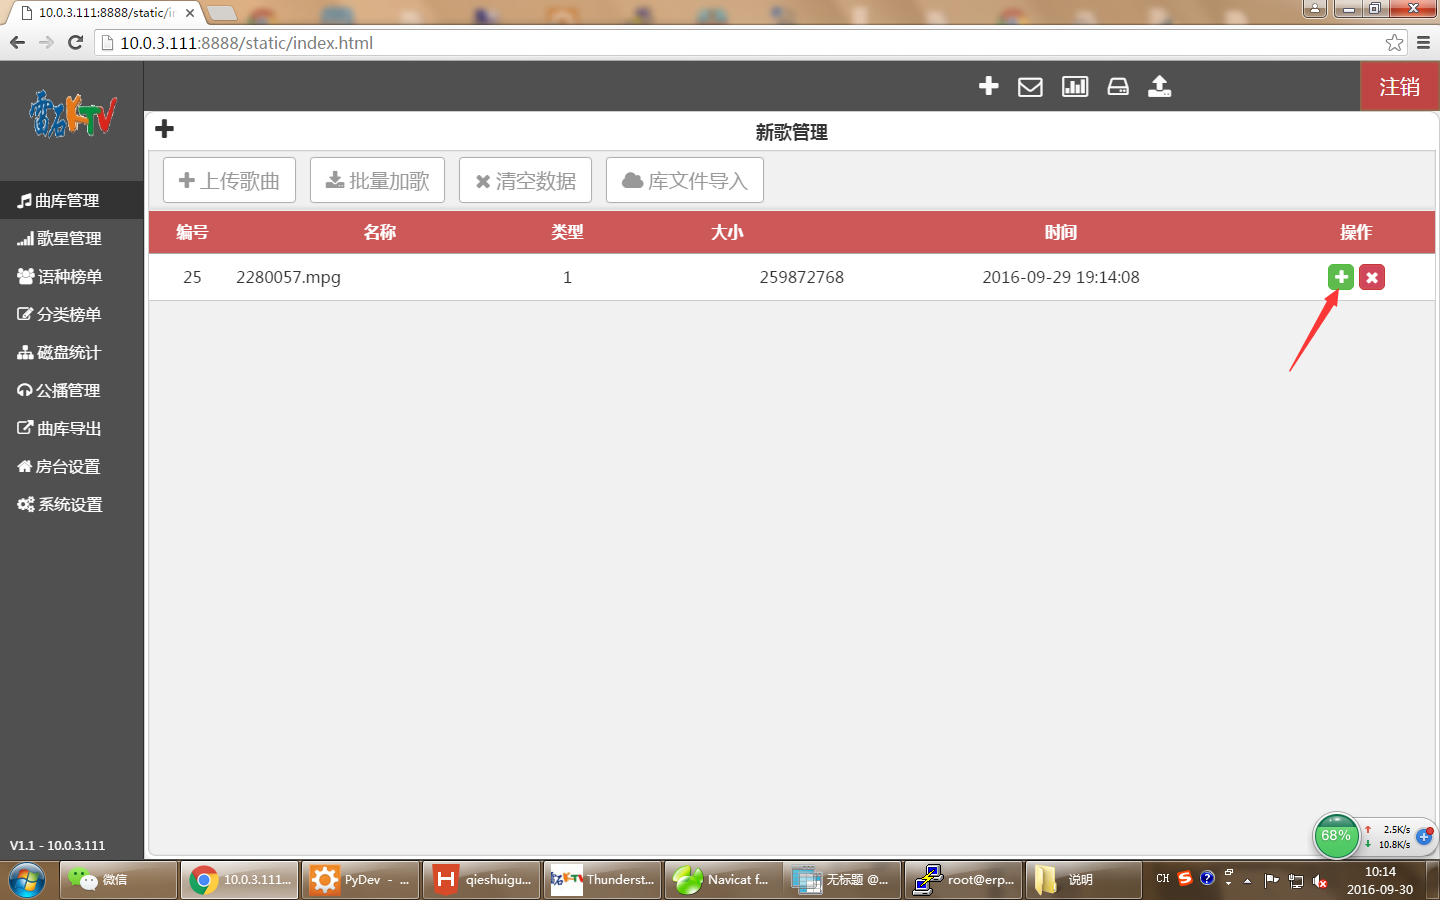 10.0.3.111:8888/static/in
10.0.3.111:8888/static/index.html
雷石KTV
注销
新歌管理
上传歌曲 批量加歌 清空数据 库文件导入
曲库管理
歌星管理
语种榜单
分类榜单
磁盘统计
公播管理
曲库导出
房台设置
系统设置
编号 名称 类型 大小 时间 操作
25 2280057.mpg 1 259872768 2016-09-29 19:14:08
V1.1 - 10.0.3.111
68%
2.5K/s
10.8K/s
微信 10.0.3.111... PyDev - ... qieshuigu... Thunderst... Navicat f... 无标题 @... root@erp... 说明
CH
10:14
2016-09-30